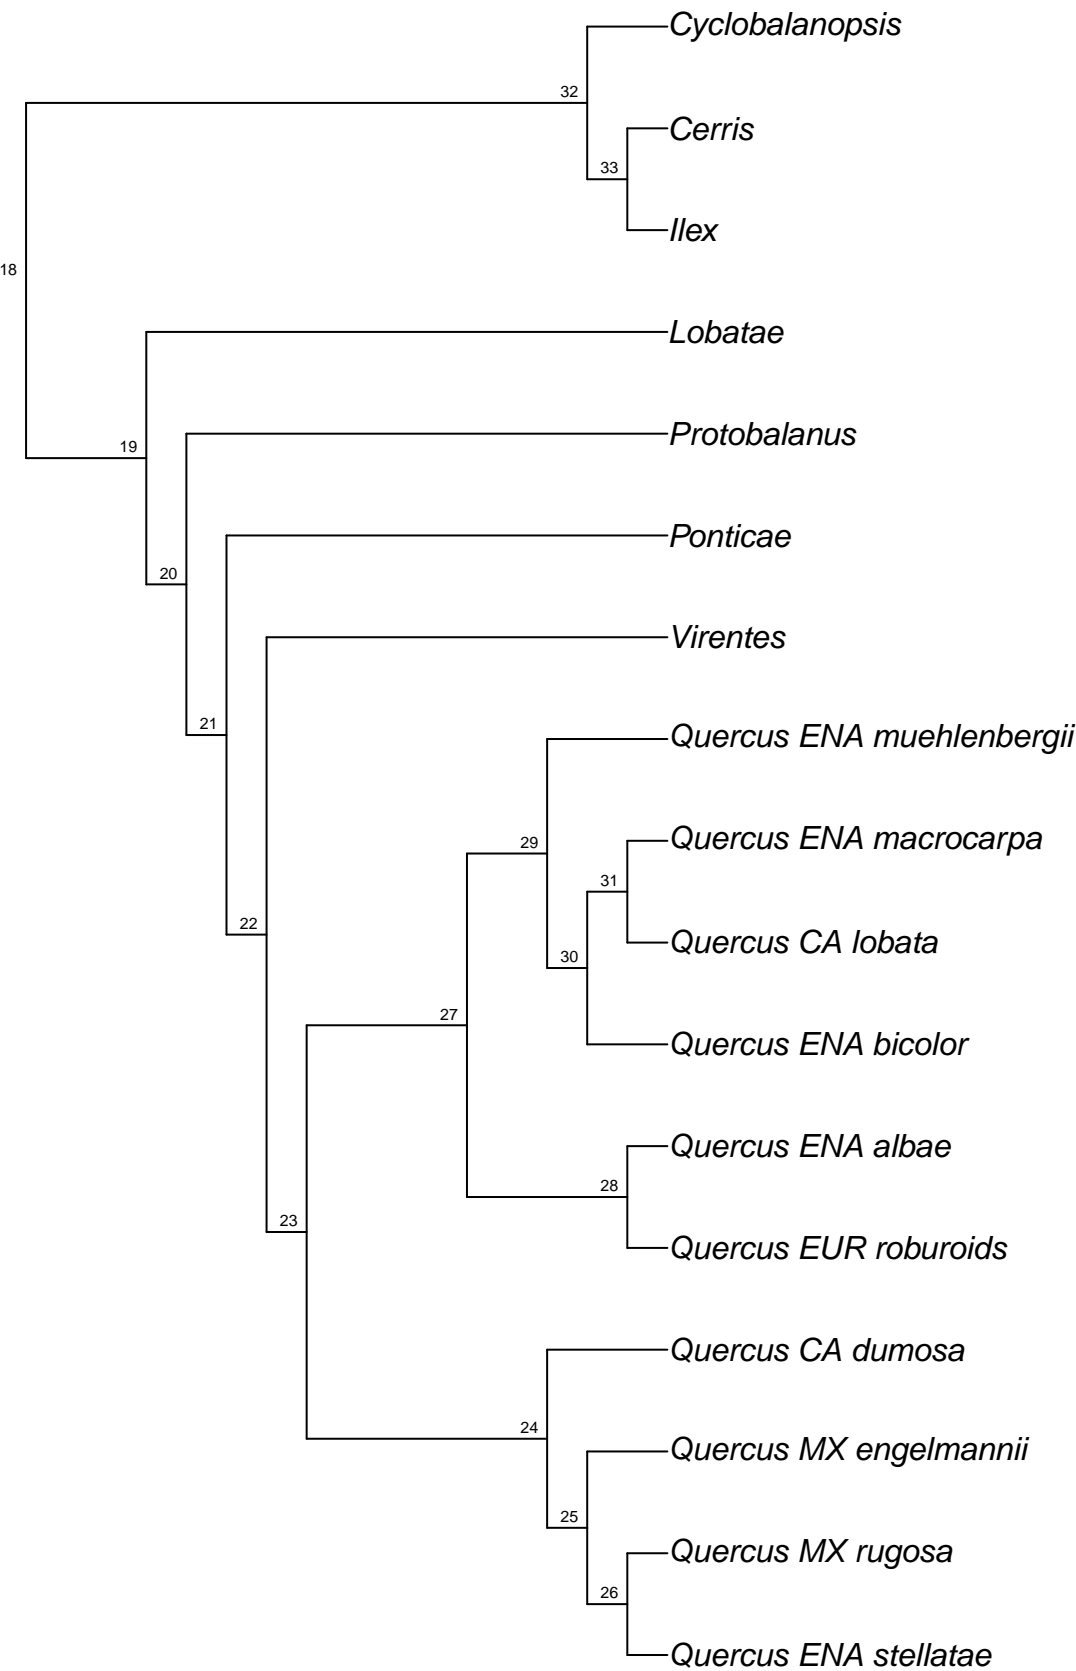 Cyclobalanopsis
32
Cerris
33
Ilex
18
Lobatae
Protobalanus
19
Ponticae
20
Virentes
21
Quercus ENA muehlenbergii
Quercus ENA macrocarpa
29
31
22
Quercus CA lobata
30
27
Quercus ENA bicolor
Quercus ENA albae
28
23
Quercus EUR roburoids
Quercus CA dumosa
24
Quercus MX engelmannii
25
Quercus MX rugosa
26
Quercus ENA stellatae